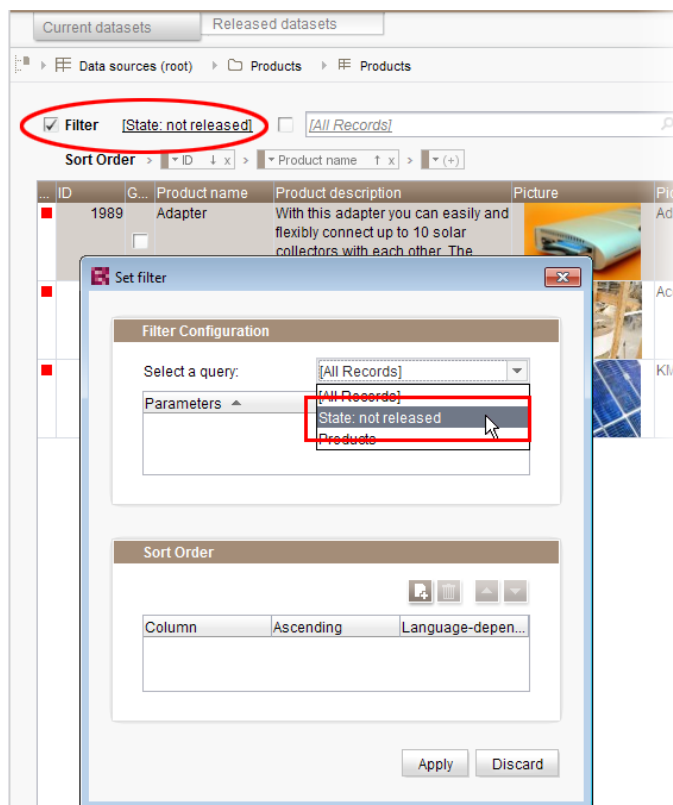 Current datasets
Released datasets
Data sources (root) Products Products
Filter [State: not released] [All Records]
Sort Order > ID ↓ x > Product name ↑ x > (+)
... ID G... Product name Product description Picture
1989 Adapter With this adapter you can easily and
flexibly connect up to 10 solar
collectors with each other. The
Set filter
Filter Configuration
Select a query: [All Records]
Parameters
[All Records]
State: not released
Products
Sort Order
Column Ascending Language-depen...
Apply Discard